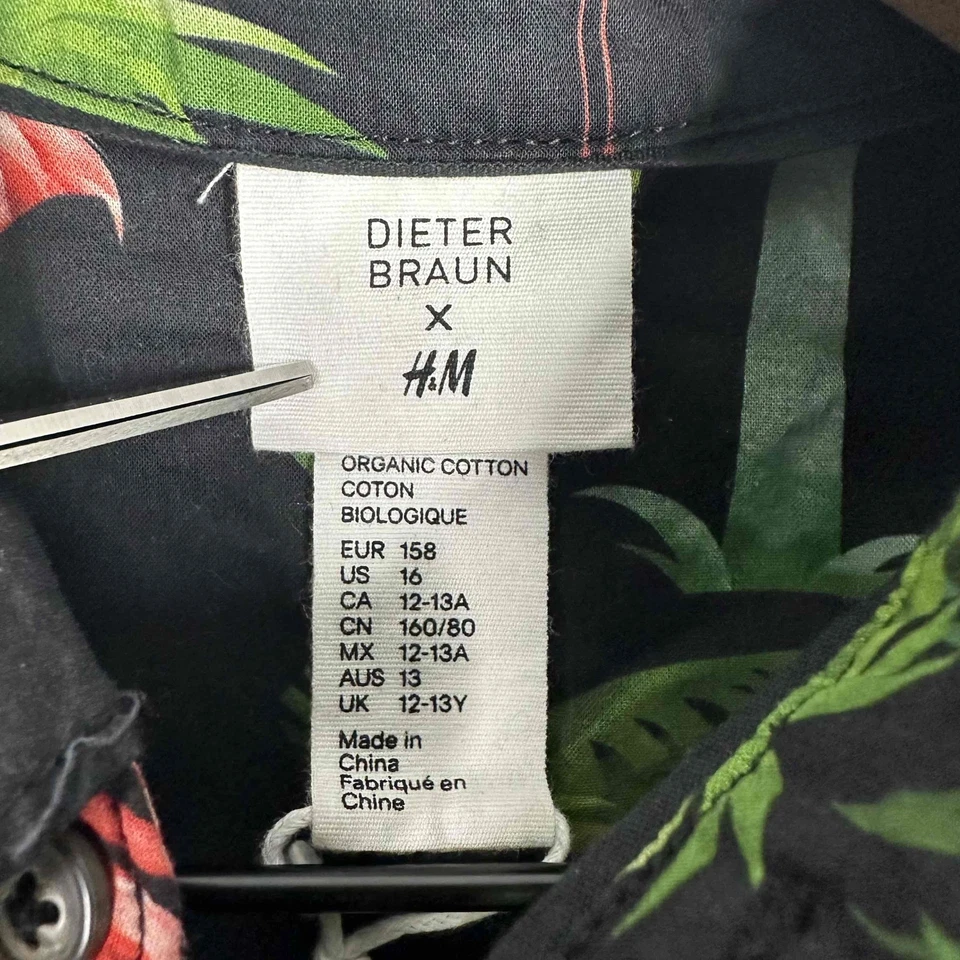 DIETER
BRAUN
X
H&M
ORGANIC COTTON
COTON
BIOLOGIQUE
EUR 158
US 16
CA 12-13A
CN 160/80
MX 12-13A
AUS 13
UK 12-13Y
Made in
China
Fabriqué en
Chine